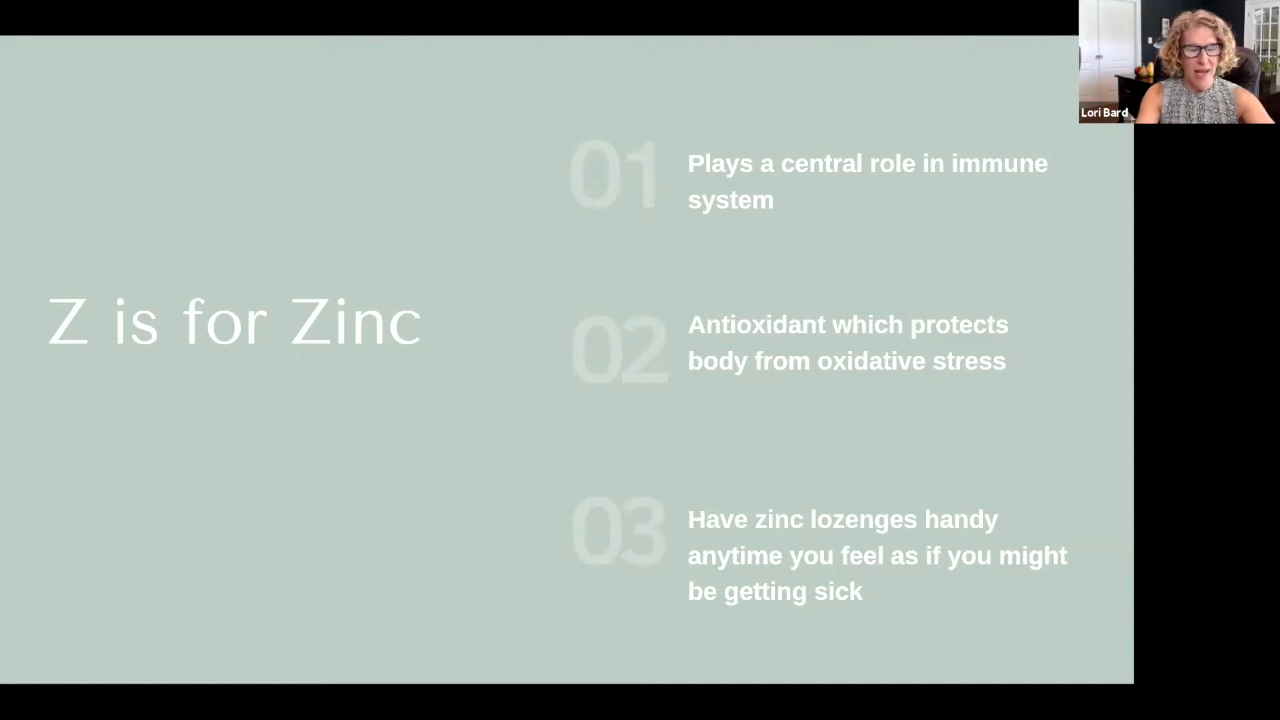 Lori Bard
Z is for Zinc
01
Plays a central role in immune
system
02
Antioxidant which protects
body from oxidative stress
03
Have zinc lozenges handy
anytime you feel as if you might
be getting sick